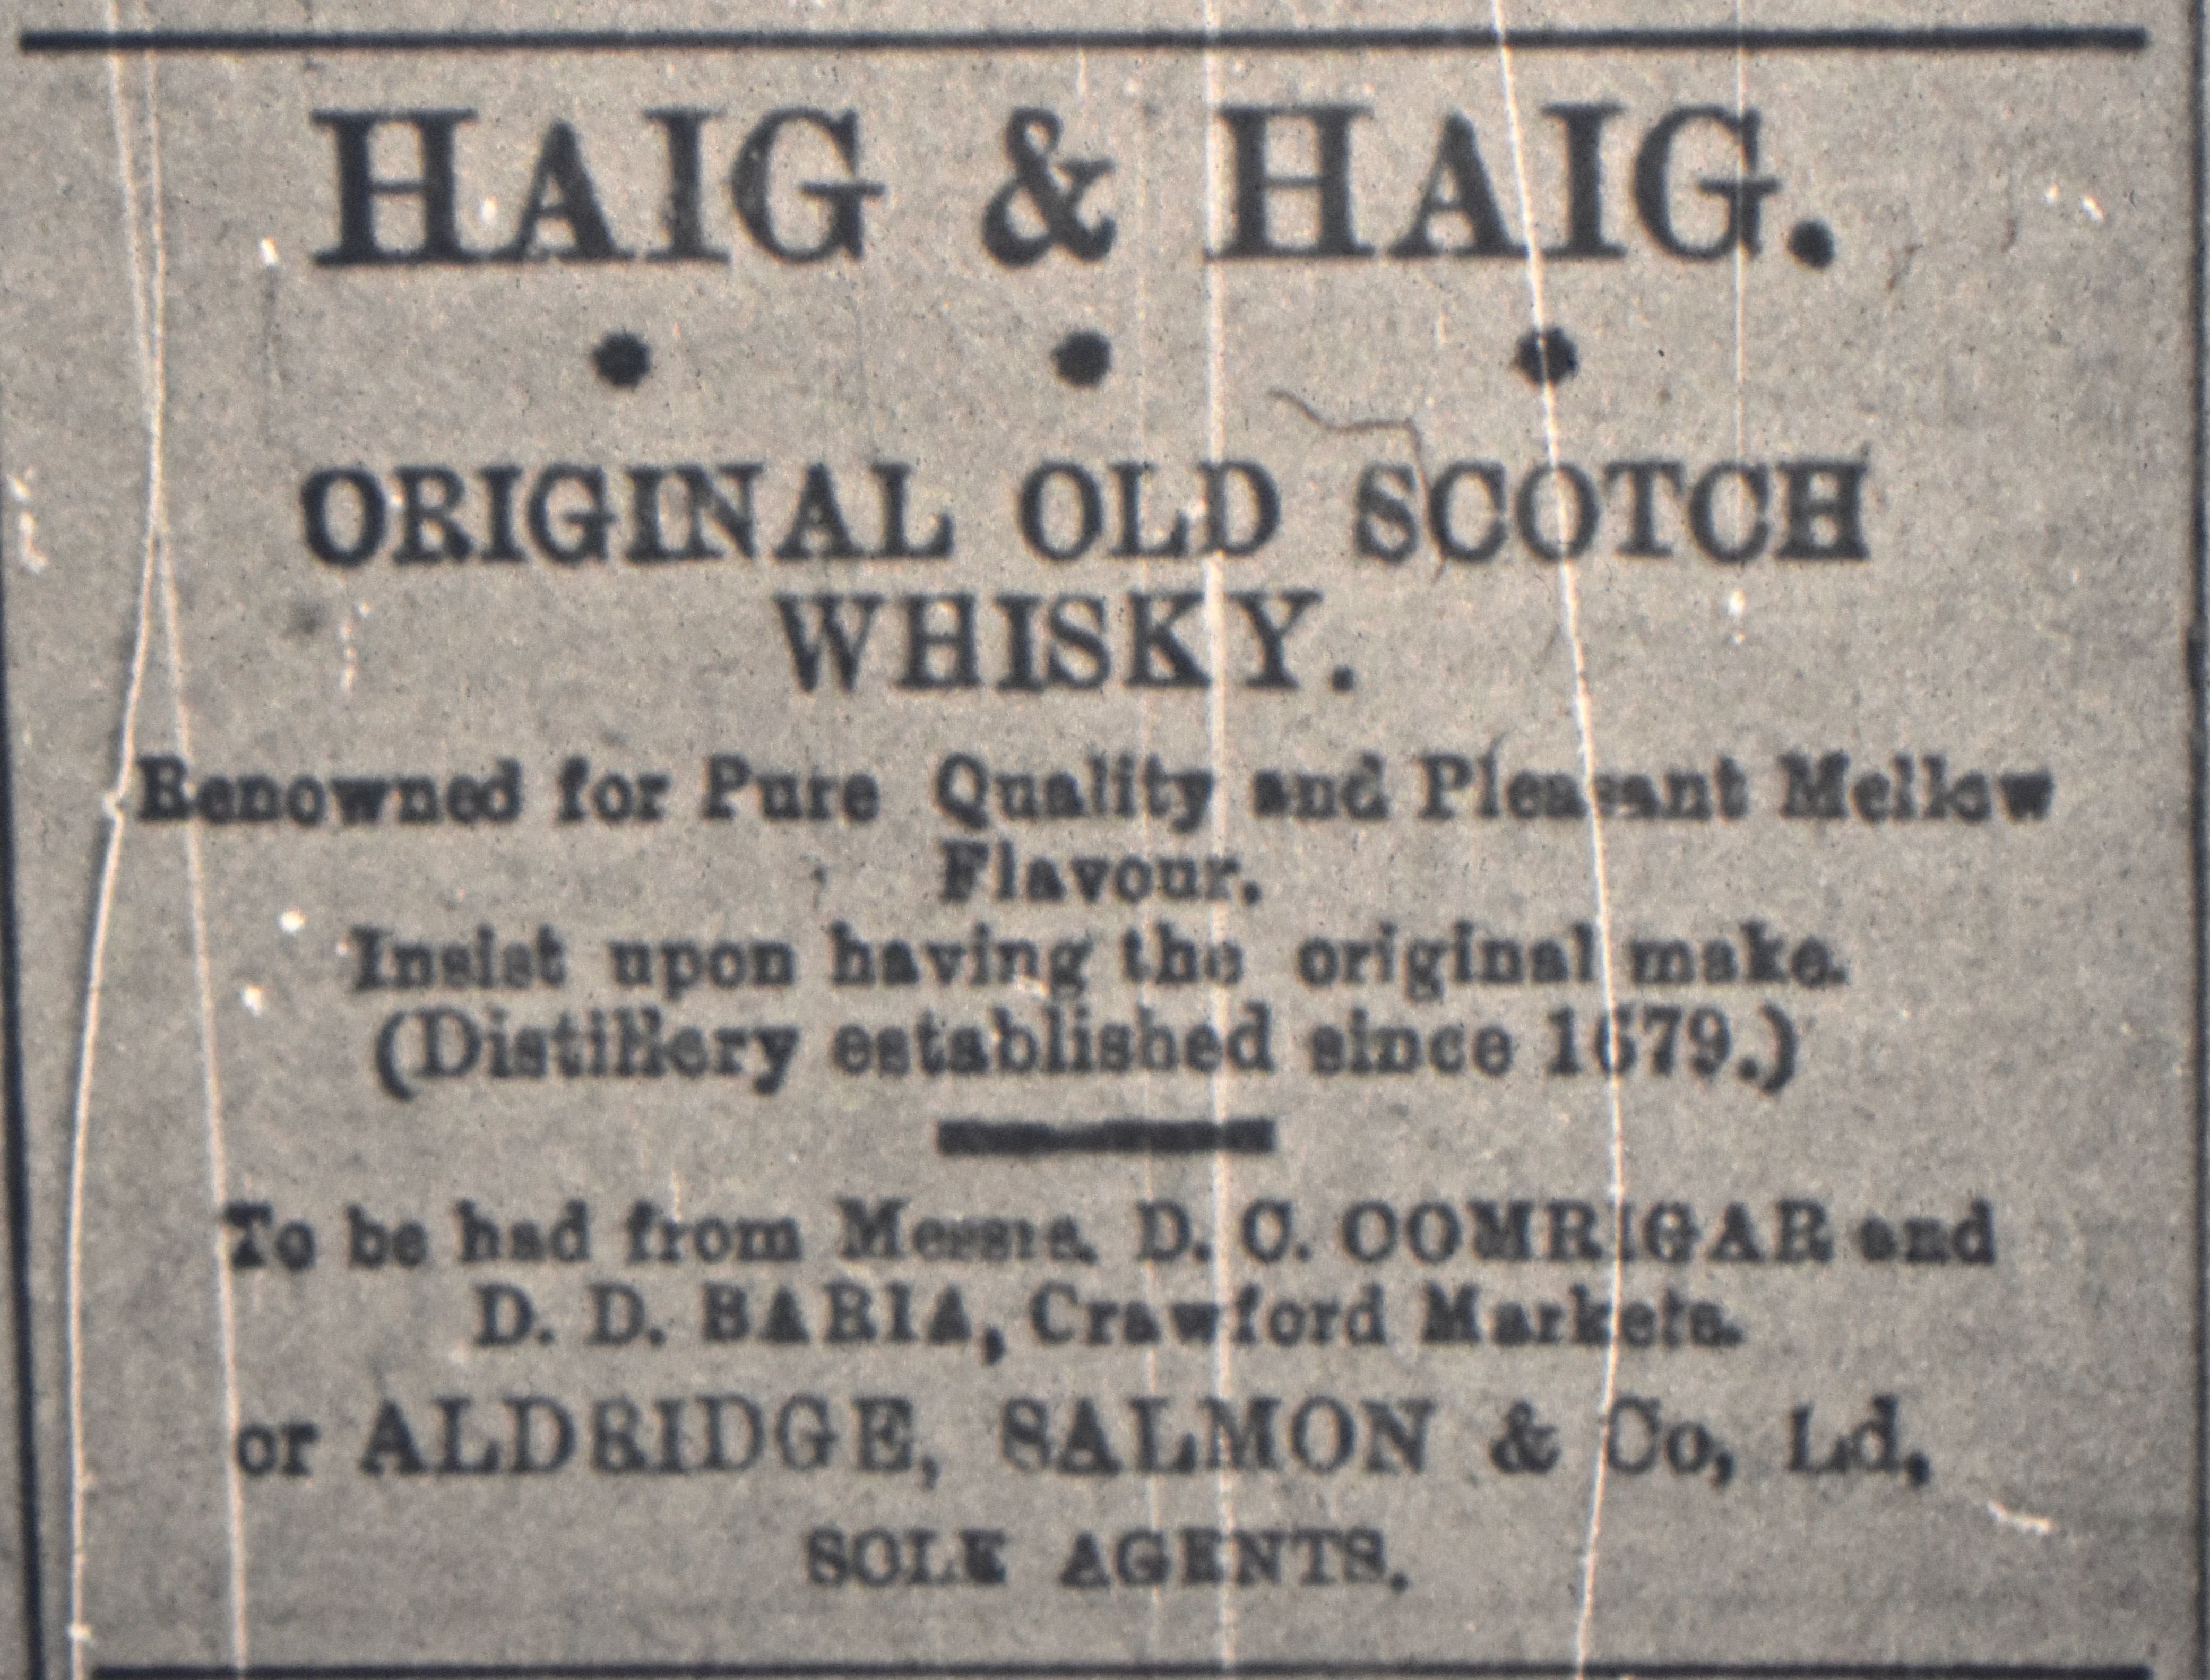 HAIG & HAIG.
• • •
ORIGINAL OLD SCOTCH
WHISKY.
Renowned for Pure Quality and Pleasant Mellow
Flavour.
Insist upon having the original make.
(Distillery established since 1679.)
To be had from Messrs. D. C. OOMRIGAR and
D. D. BARIA, Crawford Markets.
or ALDRIDGE, SALMON & Co, Ld,
SOLE AGENTS.